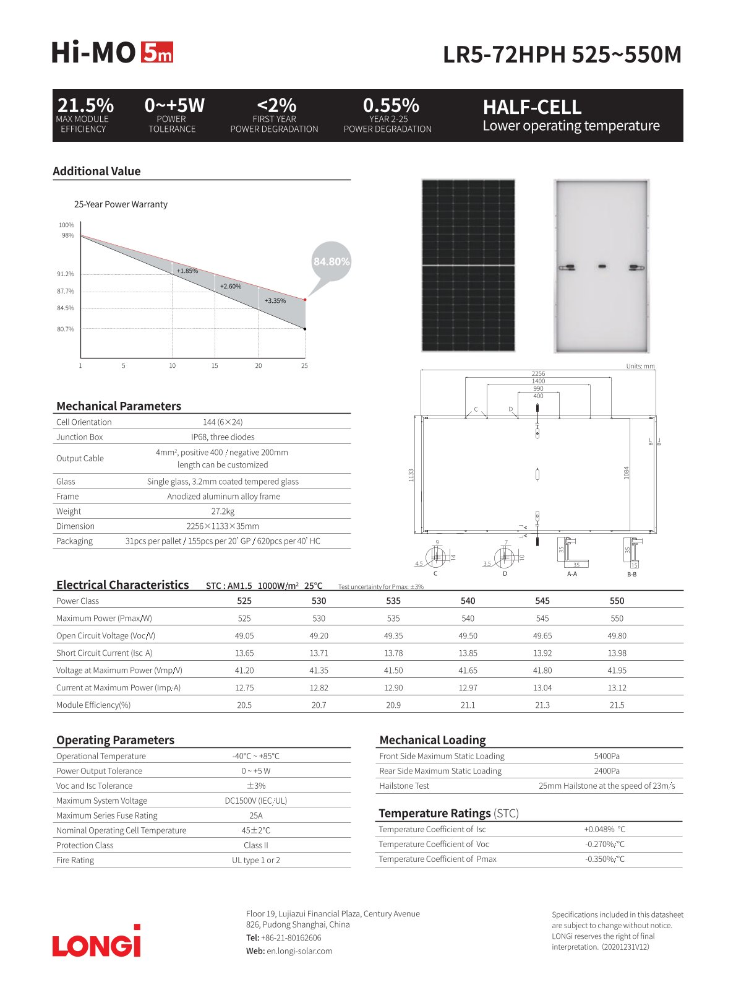 Hi-MO 5m
LR5-72HPH 525~550M
21.5%
MAX MODULE
EFFICIENCY
0~+5W
POWER
TOLERANCE
<2%
FIRST YEAR
POWER DEGRADATION
0.55%
YEAR 2-25
POWER DEGRADATION
HALF-CELL
Lower operating temperature
Additional Value
25-Year Power Warranty
100%
98%
91.2%
87.7%
84.5%
80.7%
+1.85%
+2.60%
+3.35%
84.80%
1 5 10 15 20 25
Units: mm
2256
1400
990
400
C D
B B
1133
1084
A
A
9
14
4.5
C
7
10
3.5
D
35
35
A-A
35
15
B-B
Mechanical Parameters
Cell Orientation 144 (6×24)
Junction Box IP68, three diodes
Output Cable 4mm², positive 400 / negative 200mm
length can be customized
Glass Single glass, 3.2mm coated tempered glass
Frame Anodized aluminum alloy frame
Weight 27.2kg
Dimension 2256×1133×35mm
Packaging 31pcs per pallet / 155pcs per 20' GP / 620pcs per 40' HC
Electrical Characteristics STC : AM1.5 1000W/m² 25°C Test uncertainty for Pmax: ±3%
Power Class 525 530 535 540 545 550
Maximum Power (Pmax/W) 525 530 535 540 545 550
Open Circuit Voltage (Voc/V) 49.05 49.20 49.35 49.50 49.65 49.80
Short Circuit Current (Isc A) 13.65 13.71 13.78 13.85 13.92 13.98
Voltage at Maximum Power (Vmp/V) 41.20 41.35 41.50 41.65 41.80 41.95
Current at Maximum Power (Imp/A) 12.75 12.82 12.90 12.97 13.04 13.12
Module Efficiency(%) 20.5 20.7 20.9 21.1 21.3 21.5
Operating Parameters
Operational Temperature -40°C ~ +85°C
Power Output Tolerance 0 ~ +5 W
Voc and Isc Tolerance ±3%
Maximum System Voltage DC1500V (IEC/UL)
Maximum Series Fuse Rating 25A
Nominal Operating Cell Temperature 45±2°C
Protection Class Class II
Fire Rating UL type 1 or 2
Mechanical Loading
Front Side Maximum Static Loading 5400Pa
Rear Side Maximum Static Loading 2400Pa
Hailstone Test 25mm Hailstone at the speed of 23m/s
Temperature Ratings (STC)
Temperature Coefficient of Isc +0.048% °C
Temperature Coefficient of Voc -0.270%/°C
Temperature Coefficient of Pmax -0.350%/°C
LONGi
Floor 19, Lujiazui Financial Plaza, Century Avenue
826, Pudong Shanghai, China
Tel: +86-21-80162606
Web: en.longi-solar.com
Specifications included in this datasheet
are subject to change without notice.
LONGi reserves the right of final
interpretation. (20201231V12)